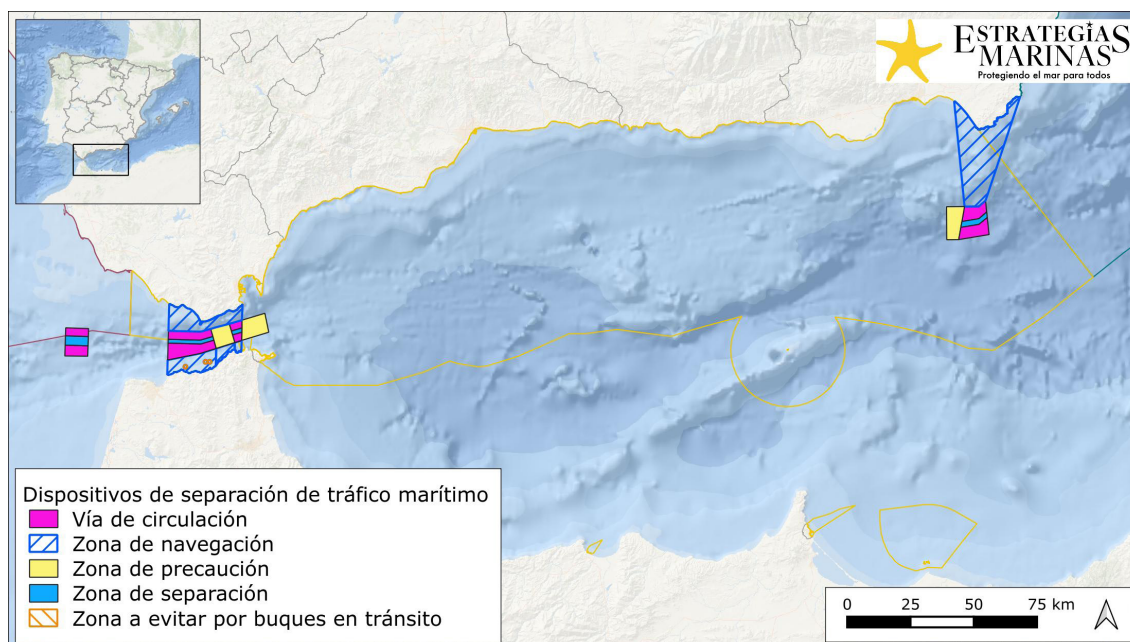 ESTRATEGIAS
MARINAS
Protegiendo el mar para todos
Dispositivos de separación de tráfico marítimo
Vía de circulación
Zona de navegación
Zona de precaución
Zona de separación
Zona a evitar por buques en tránsito
0 25 50 75 km